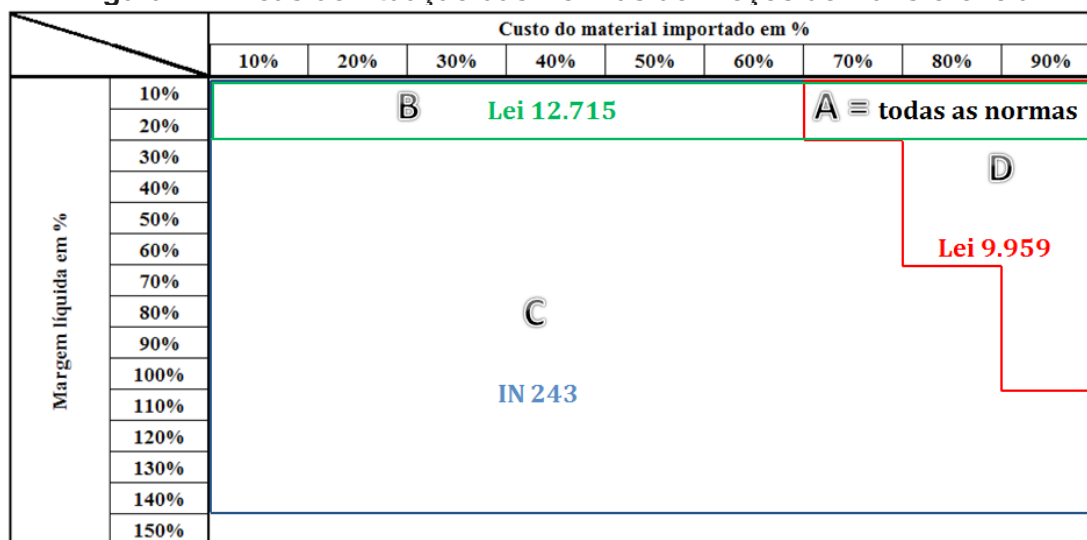 Custo do material importado em %
10% 20% 30% 40% 50% 60% 70% 80% 90%
Margem líquida em %
10%
20%
30%
40%
50%
60%
70%
80%
90%
100%
110%
120%
130%
140%
150%
B Lei 12.715 A = todas as normas
D
Lei 9.959
C
IN 243